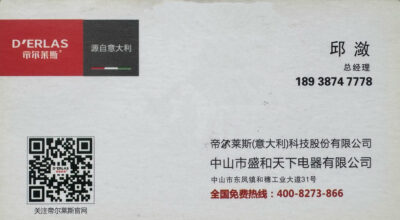 D'ERLAS
帝尔莱斯
源自意大利
邱 潋
总经理
189 3874 7778
帝尔莱斯(意大利)科技股份有限公司
中山市盛和天下电器有限公司
中山市东凤镇和穗工业大道31号
全国免费热线：400-8273-866
关注帝尔莱斯官网